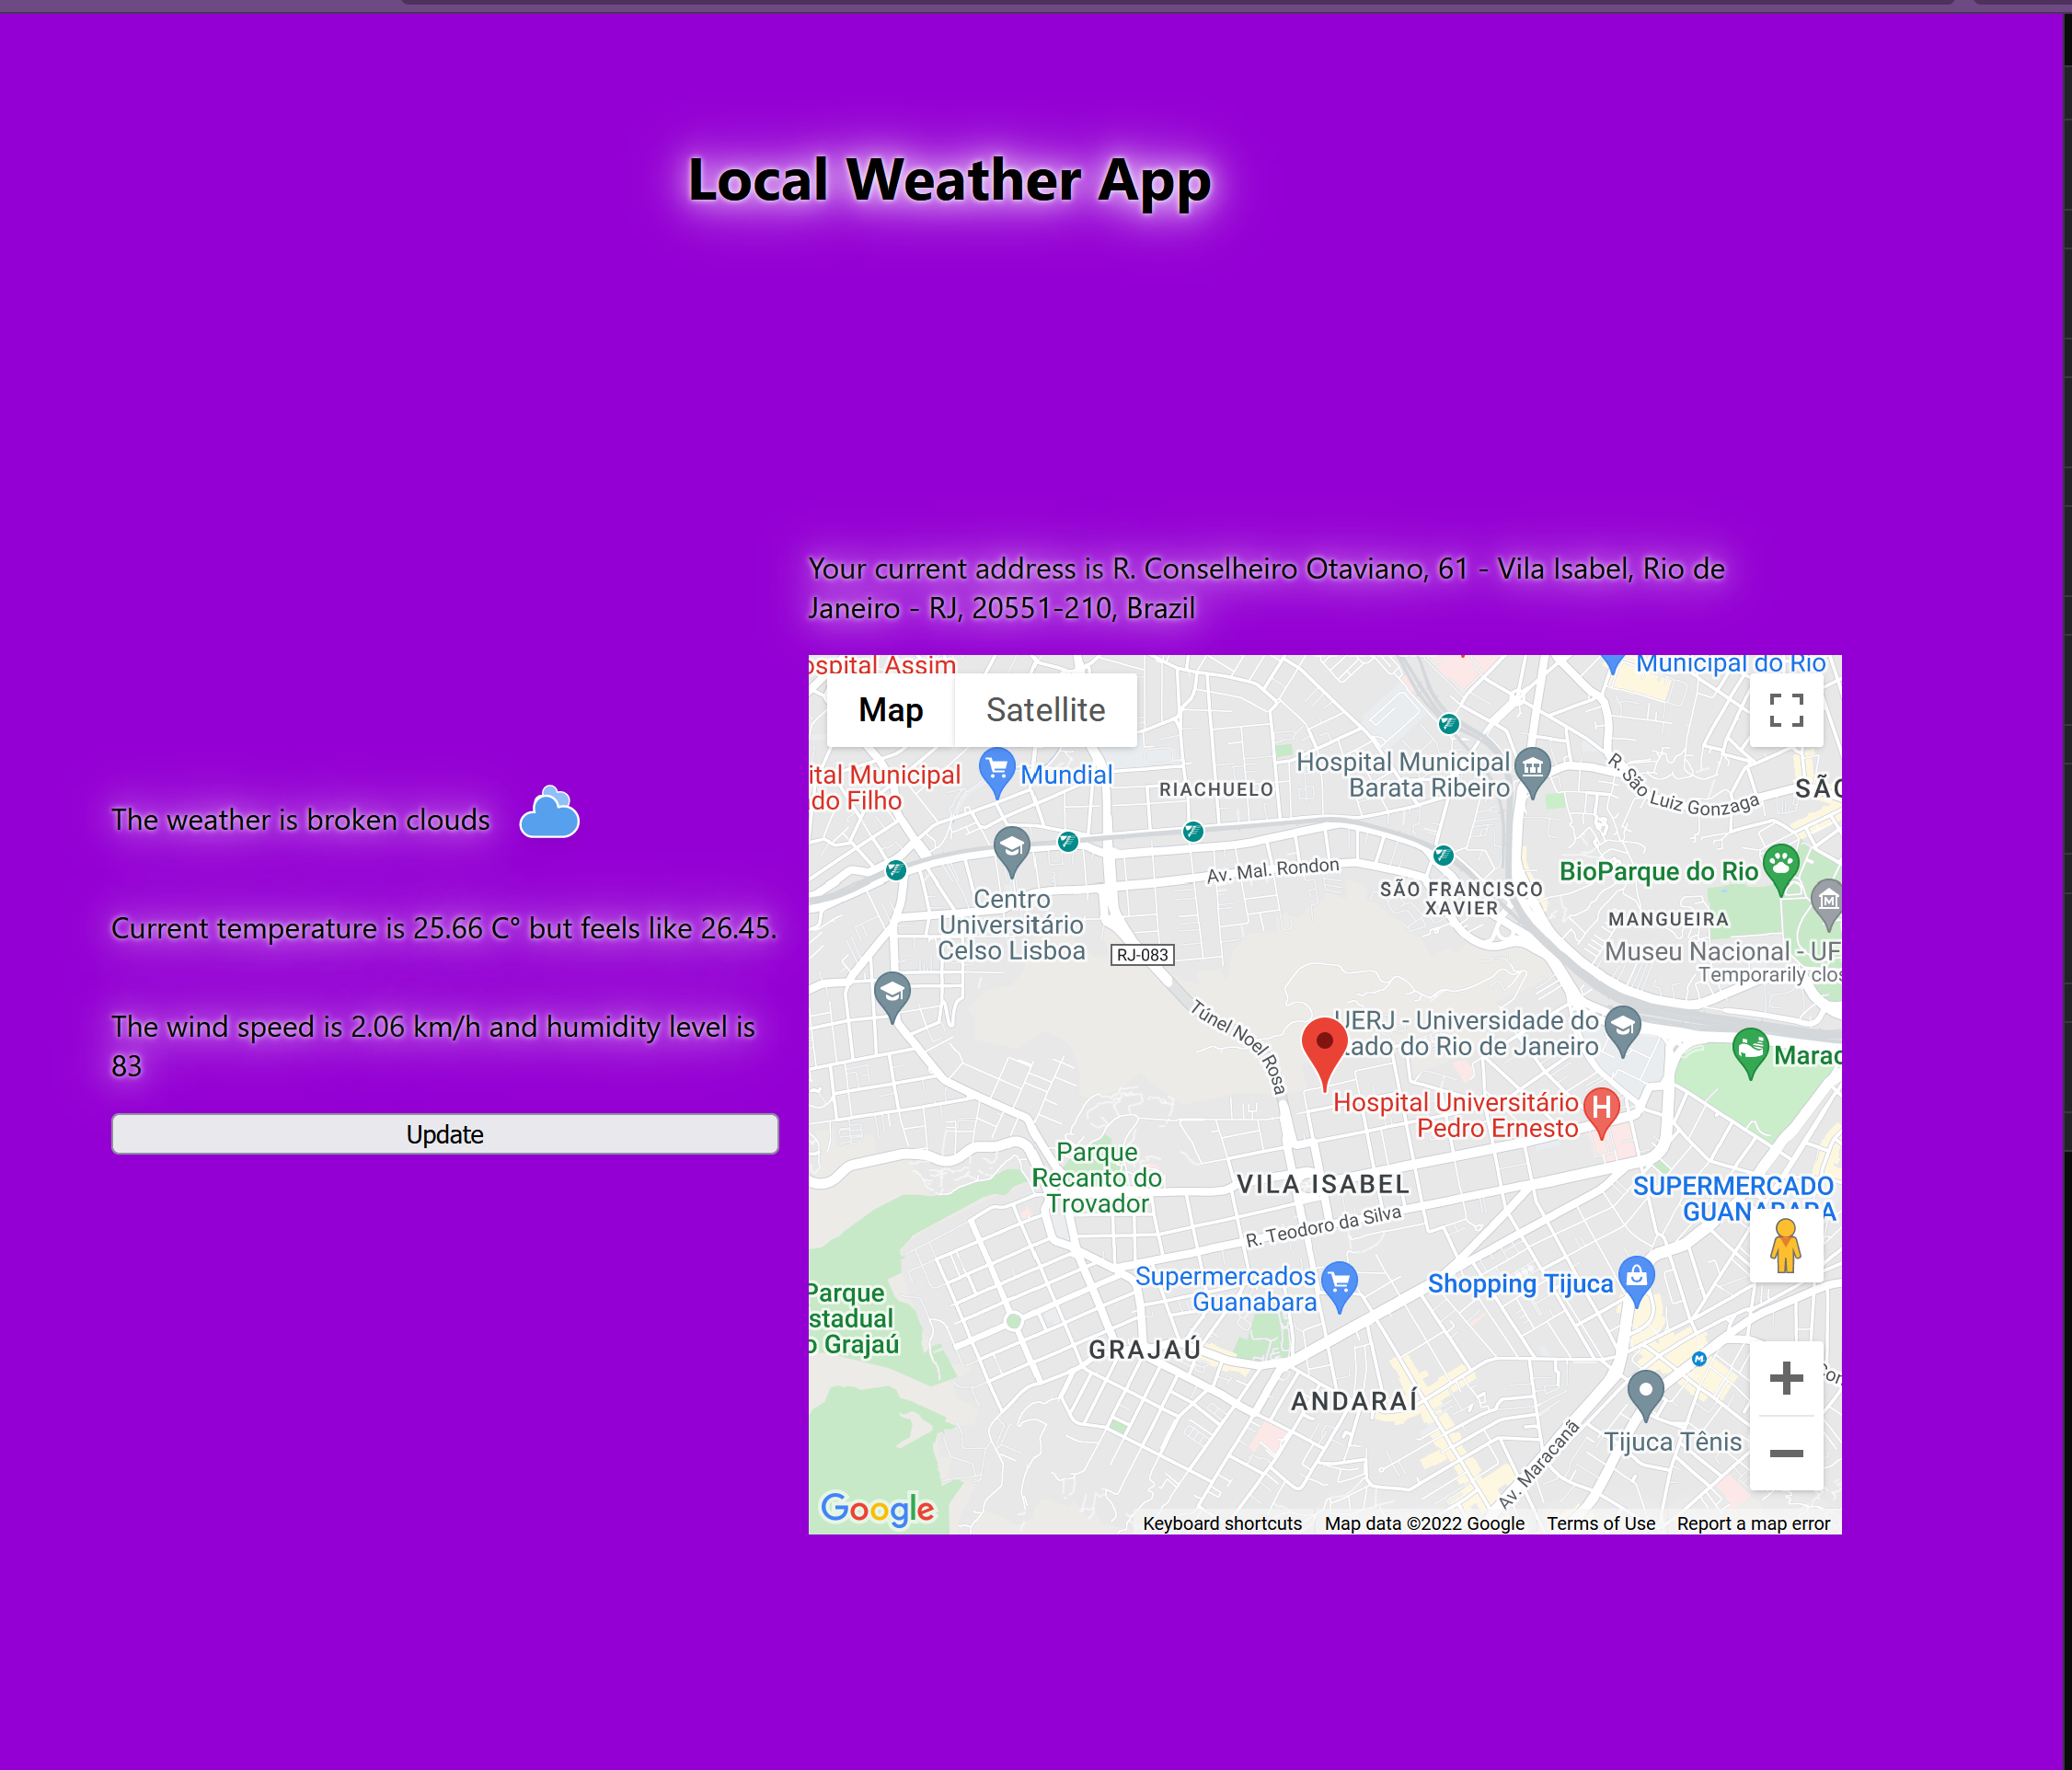 Local Weather App
Your current address is R. Conselheiro Otaviano, 61 - Vila Isabel, Rio de
Janeiro - RJ, 20551-210, Brazil
The weather is broken clouds
Current temperature is 25.66 C° but feels like 26.45.
The wind speed is 2.06 km/h and humidity level is
83
Update
ospital Assim
Municipal do Rio
Map
Satellite
ital Municipal
do Filho
Mundial
RIACHUELO
Hospital Municipal
Barata Ribeiro
R. São Luiz Gonzaga
SÃO
Av. Mal. Rondon
BioParque do Rio
Centro
Universitário
Celso Lisboa
SÃO FRANCISCO
XAVIER
MANGUEIRA
RJ-083
Museu Nacional - UF
Temporarily clos
Túnel Noel Rosa
UERJ - Universidade do
tado do Rio de Janeiro
Marac
Hospital Universitário
Pedro Ernesto
H
Parque
Recanto do
Trovador
VILA ISABEL
SUPERMERCADO
GUANABARA
R. Teodoro da Silva
Supermercados
Guanabara
Shopping Tijuca
Parque
stadual
o Grajaú
GRAJAÚ
M
Con
ANDARAÍ
Av. Maracanã
Tijuca Tênis
Google
Keyboard shortcuts
Map data ©2022 Google
Terms of Use
Report a map error